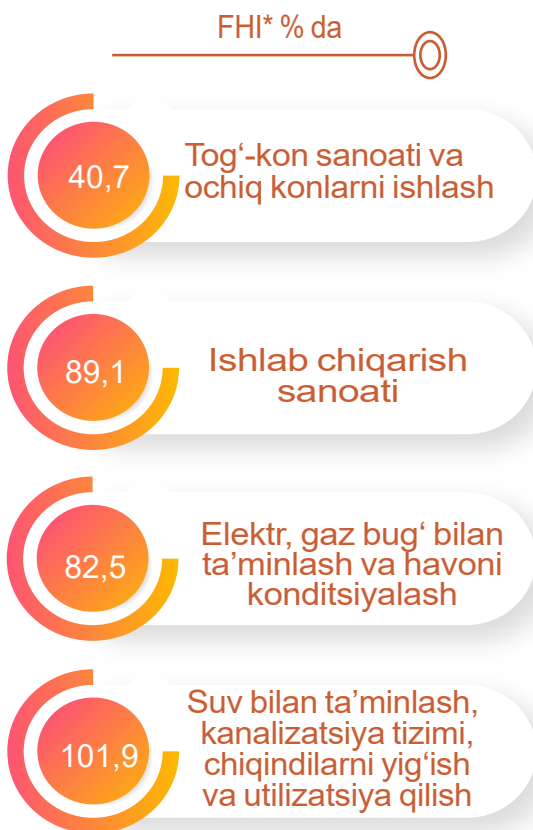 FHI* % da
40,7
Tog‘-kon sanoati va
ochiq konlarni ishlash
89,1
Ishlab chiqarish
sanoati
82,5
Elektr, gaz bug‘ bilan
ta’minlash va havoni
konditsiyalash
101,9
Suv bilan ta’minlash,
kanalizatsiya tizimi,
chiqindilarni yig‘ish
va utilizatsiya qilish